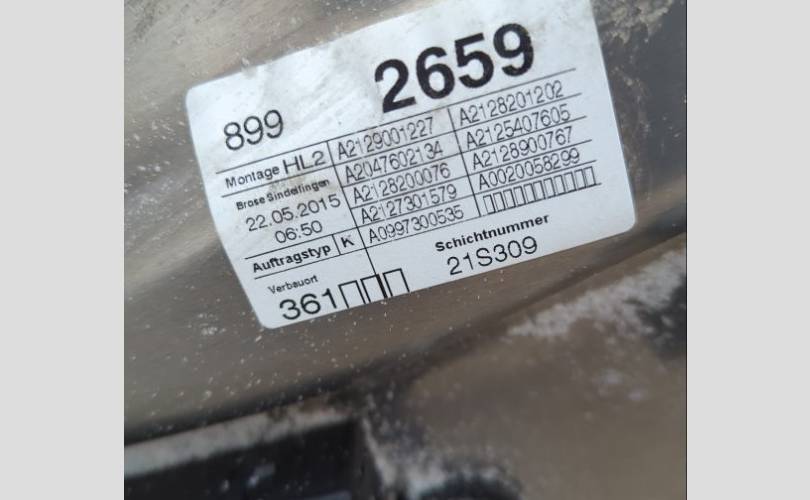 899 2659
Montage HL2 A2129001227 A2128201202
Brose Sindelfingen A2047602134 A2125407605
22.05.2015 A2128200076 A2128900767
06:50 A2127301579 A0020058299
Auftragstyp K A0997300535
Verbauort Schichtnummer
361 21S309